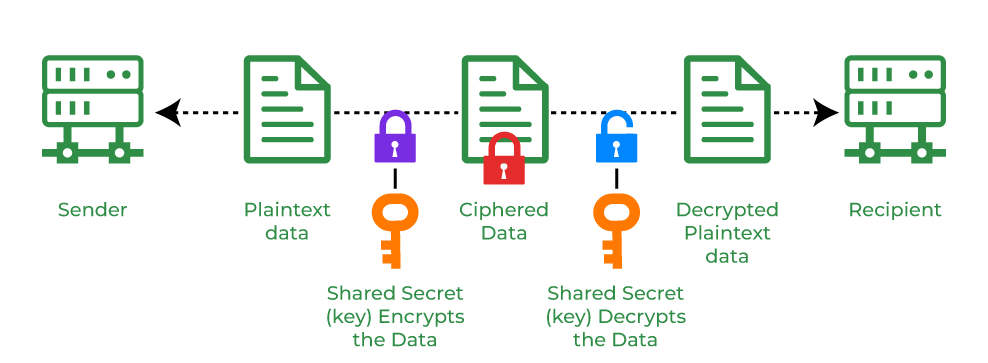 Sender
Plaintext
data
Ciphered
Data
Decrypted
Plaintext
data
Recipient
Shared Secret
(key) Encrypts
the Data
Shared Secret
(key) Decrypts
the Data